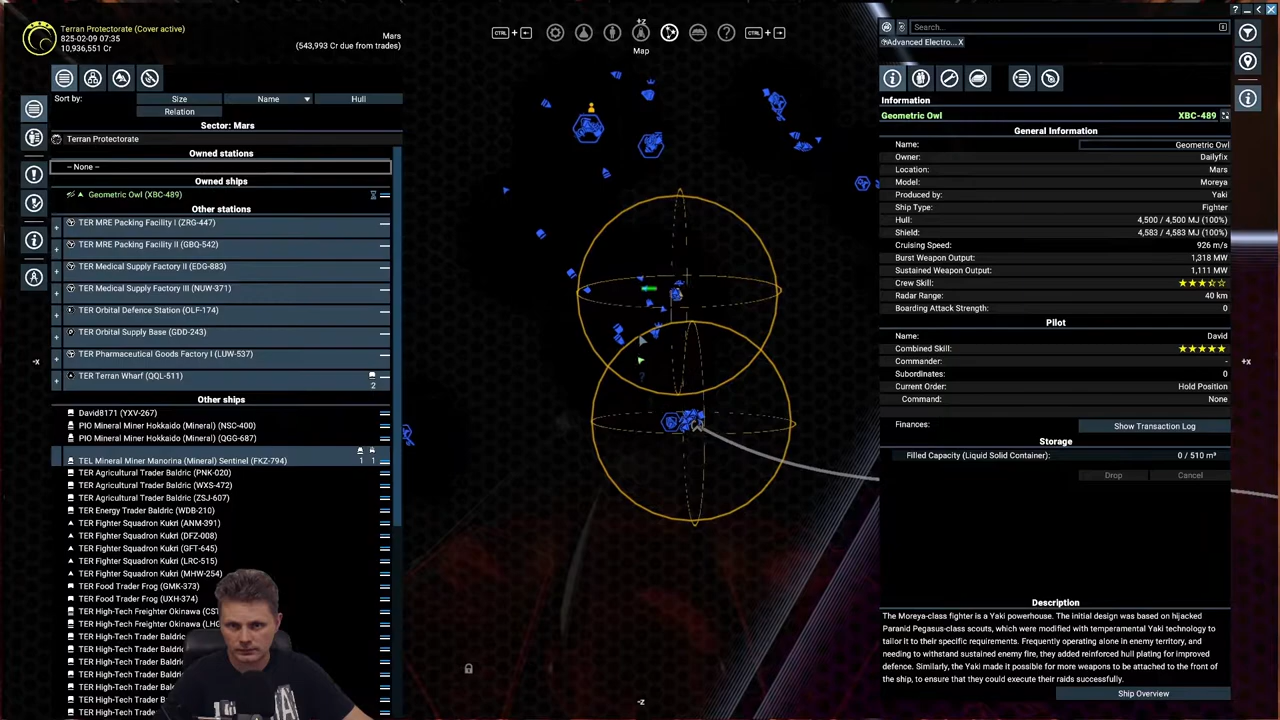 Terran Protectorate (Cover active)
825-02-09 07:35
10,936,551 Cr
Mars
(543,993 Cr due from trades)
CTRL + ←
+z
CTRL + →
Map
Sort by:
Size
Name
Hull
Relation
Sector: Mars
Terran Protectorate
Owned stations
-- None --
Owned ships
Geometric Owl (XBC-489)
Other stations
TER MRE Packing Facility I (ZRG-447)
TER MRE Packing Facility II (GBQ-542)
TER Medical Supply Factory II (EDG-883)
TER Medical Supply Factory III (NUW-371)
TER Orbital Defence Station (OLF-174)
TER Orbital Supply Base (GDD-243)
TER Pharmaceutical Goods Factory I (LUW-537)
TER Terran Wharf (QQL-511)
2
Other ships
David8171 (YXV-267)
PIO Mineral Miner Hokkaido (Mineral) (NSC-400)
PIO Mineral Miner Hokkaido (Mineral) (QGG-687)
TEL Mineral Miner Manorina (Mineral) Sentinel (FKZ-794)
1 1
TER Agricultural Trader Baldric (PNK-020)
TER Agricultural Trader Baldric (WXS-472)
TER Agricultural Trader Baldric (ZSJ-607)
TER Energy Trader Baldric (WDB-210)
TER Fighter Squadron Kukri (ANM-391)
TER Fighter Squadron Kukri (DFZ-008)
TER Fighter Squadron Kukri (GFT-645)
TER Fighter Squadron Kukri (LRC-515)
TER Fighter Squadron Kukri (MHW-254)
TER Food Trader Frog (GMK-373)
TER Food Trader Frog (UXH-374)
TER High-Tech Freighter Okinawa (CST
TER High-Tech Freighter Okinawa (LHG
TER High-Tech Trader Baldric
TER High-Tech Trader Baldric
TER High-Tech Trader Baldric
TER High-Tech Trader
TER High-Tech Trader
TER High-Tech Trader
-x
+x
-z
Search...
Advanced Electro... X
Information
Geometric Owl XBC-489
General Information
Name: Geometric Owl
Owner: Dailyfix
Location: Mars
Model: Moreya
Produced by: Yaki
Ship Type: Fighter
Hull: 4,500 / 4,500 MJ (100%)
Shield: 4,583 / 4,583 MJ (100%)
Cruising Speed: 926 m/s
Burst Weapon Output: 1,318 MW
Sustained Weapon Output: 1,111 MW
Crew Skill:
Radar Range: 40 km
Boarding Attack Strength: 0
Pilot
Name: David
Combined Skill:
Commander: -
Subordinates: 0
Current Order: Hold Position
Command: None
Finances: Show Transaction Log
Storage
Filled Capacity (Liquid Solid Container): 0 / 510 m³
Drop Cancel
Description
The Moreya-class fighter is a Yaki powerhouse. The initial design was based on hijacked
Paranid Pegasus-class scouts, which were modified with temperamental Yaki technology to
tailor it to their specific requirements. Frequently operating alone in enemy territory, and
needing to withstand sustained enemy fire, they added reinforced hull plating for improved
defence. Similarly, the Yaki made it possible for more weapons to be attached to the front of
the ship, to ensure that they could execute their raids successfully.
Ship Overview